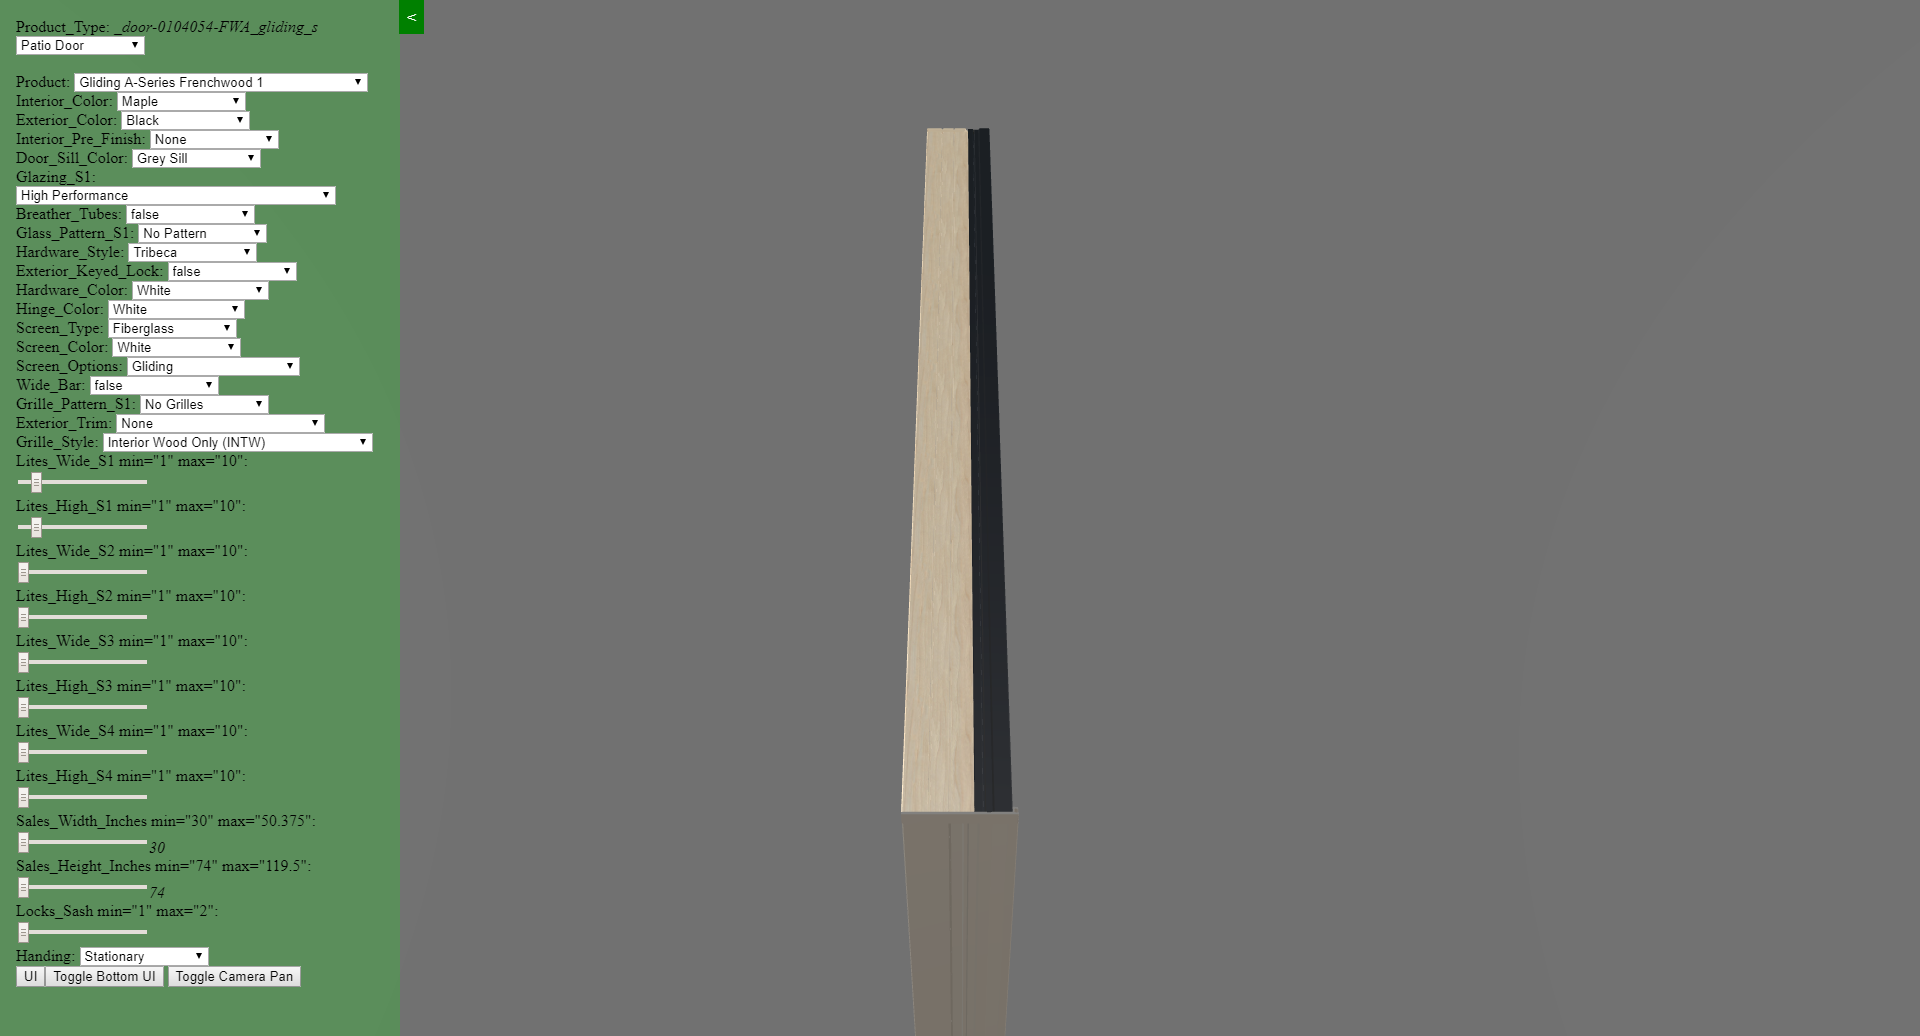 Product_Type: _door-0104054-FWA_gliding_s
Patio Door
Product: Gliding A-Series Frenchwood 1
Interior_Color: Maple
Exterior_Color: Black
Interior_Pre_Finish: None
Door_Sill_Color: Grey Sill
Glazing_S1:
High Performance
Breather_Tubes: false
Glass_Pattern_S1: No Pattern
Hardware_Style: Tribeca
Exterior_Keyed_Lock: false
Hardware_Color: White
Hinge_Color: White
Screen_Type: Fiberglass
Screen_Color: White
Screen_Options: Gliding
Wide_Bar: false
Grille_Pattern_S1: No Grilles
Exterior_Trim: None
Grille_Style: Interior Wood Only (INTW)
Lites_Wide_S1 min="1" max="10":
Lites_High_S1 min="1" max="10":
Lites_Wide_S2 min="1" max="10":
Lites_High_S2 min="1" max="10":
Lites_Wide_S3 min="1" max="10":
Lites_High_S3 min="1" max="10":
Lites_Wide_S4 min="1" max="10":
Lites_High_S4 min="1" max="10":
Sales_Width_Inches min="30" max="50.375":
30
Sales_Height_Inches min="74" max="119.5":
74
Locks_Sash min="1" max="2":
Handing: Stationary
UI Toggle Bottom UI Toggle Camera Pan
<